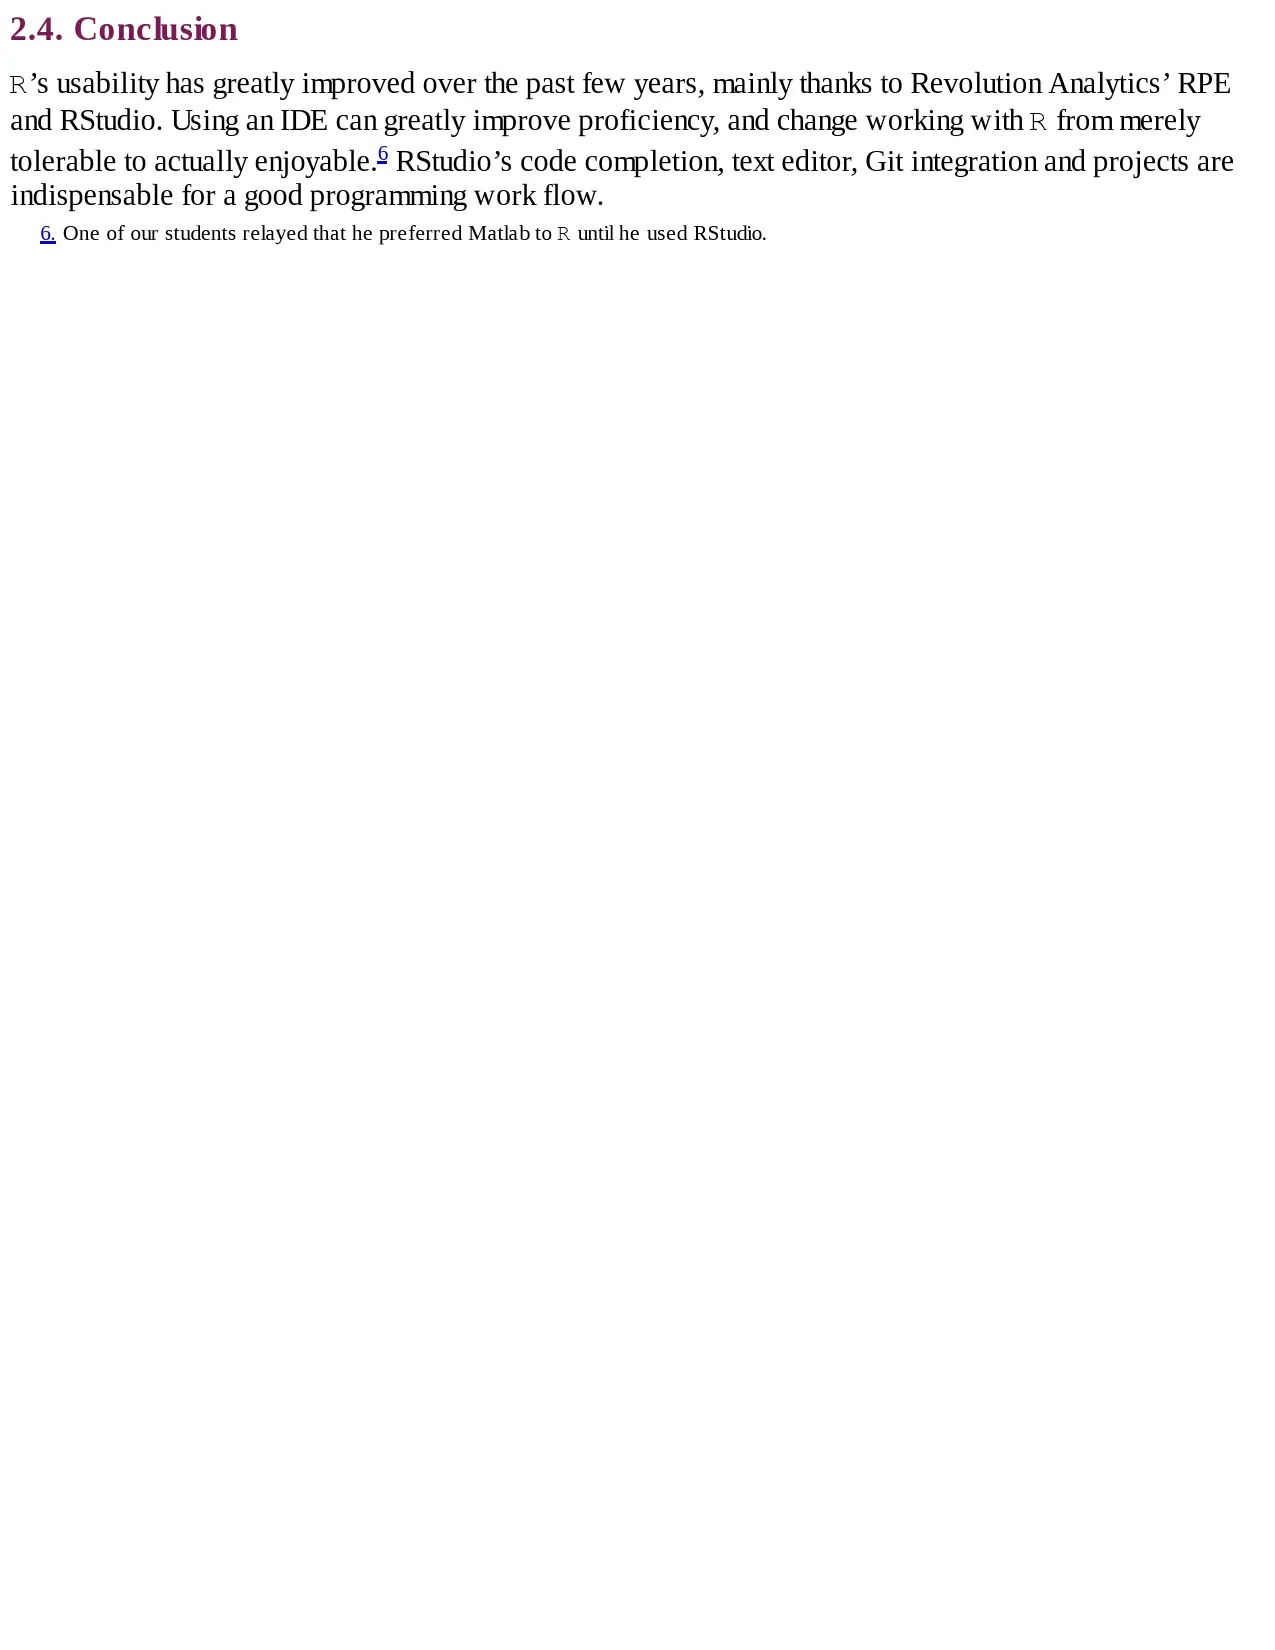 2.4. Conclusion
R’s usability has greatly improved over the past few years, mainly thanks to Revolution Analytics’ RPE
and RStudio. Using an IDE can greatly improve proficiency, and change working with R from merely
tolerable to actually enjoyable.6 RStudio’s code completion, text editor, Git integration and projects are
indispensable for a good programming work flow.
6. One of our students relayed that he preferred Matlab to R until he used RStudio.